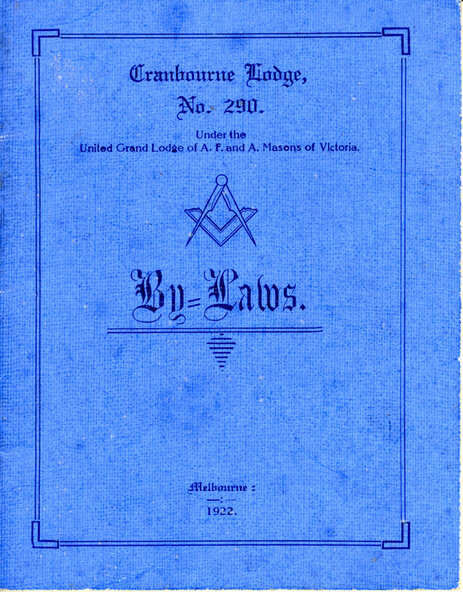 Cranbourne Lodge,
No. 290.
Under the
United Grand Lodge of A. F. and A. Masons of Victoria.
By=Laws.
Melbourne :
1922.